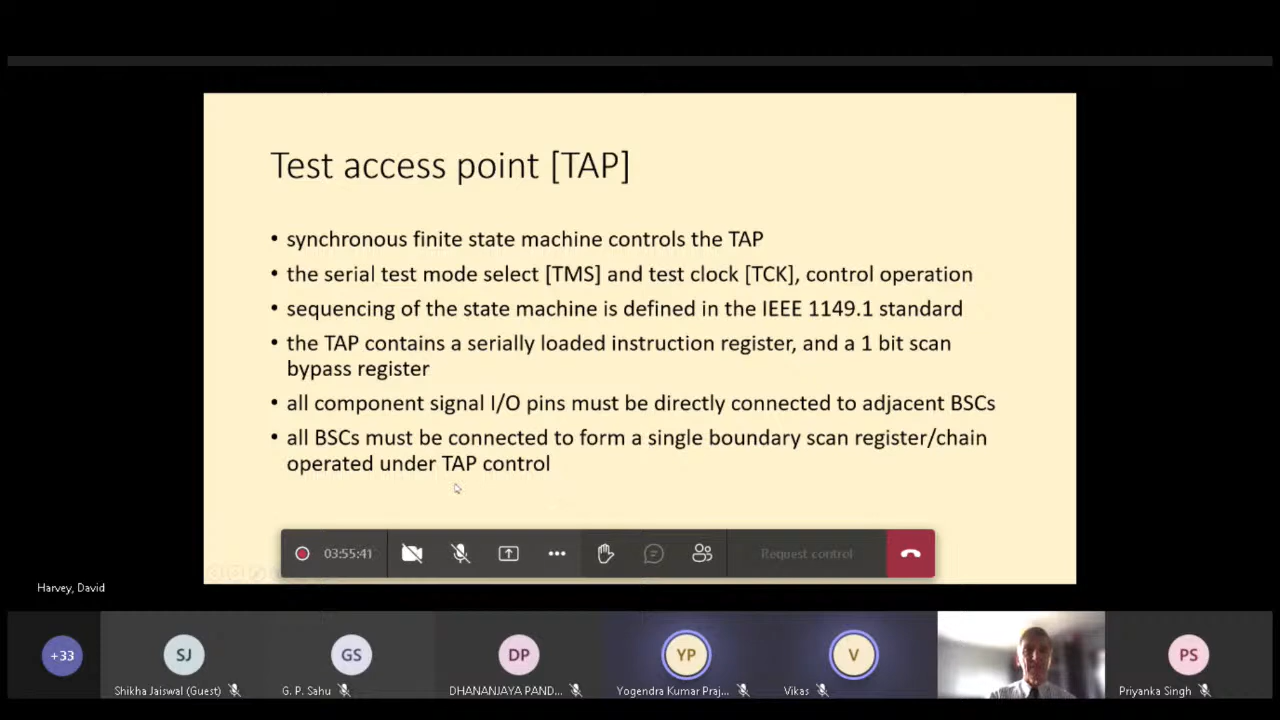 Test access point [TAP]
• synchronous finite state machine controls the TAP
• the serial test mode select [TMS] and test clock [TCK], control operation
• sequencing of the state machine is defined in the IEEE 1149.1 standard
• the TAP contains a serially loaded instruction register, and a 1 bit scan
bypass register
• all component signal I/O pins must be directly connected to adjacent BSCs
• all BSCs must be connected to form a single boundary scan register/chain
operated under TAP control
03:55:41
Request control
Harvey, David
+33
SJ
GS
DP
YP
V
PS
Shikha Jaiswal (Guest)
G. P. Sahu
DHANANJAYA PAND...
Yogendra Kumar Praj...
Vikas
Priyanka Singh